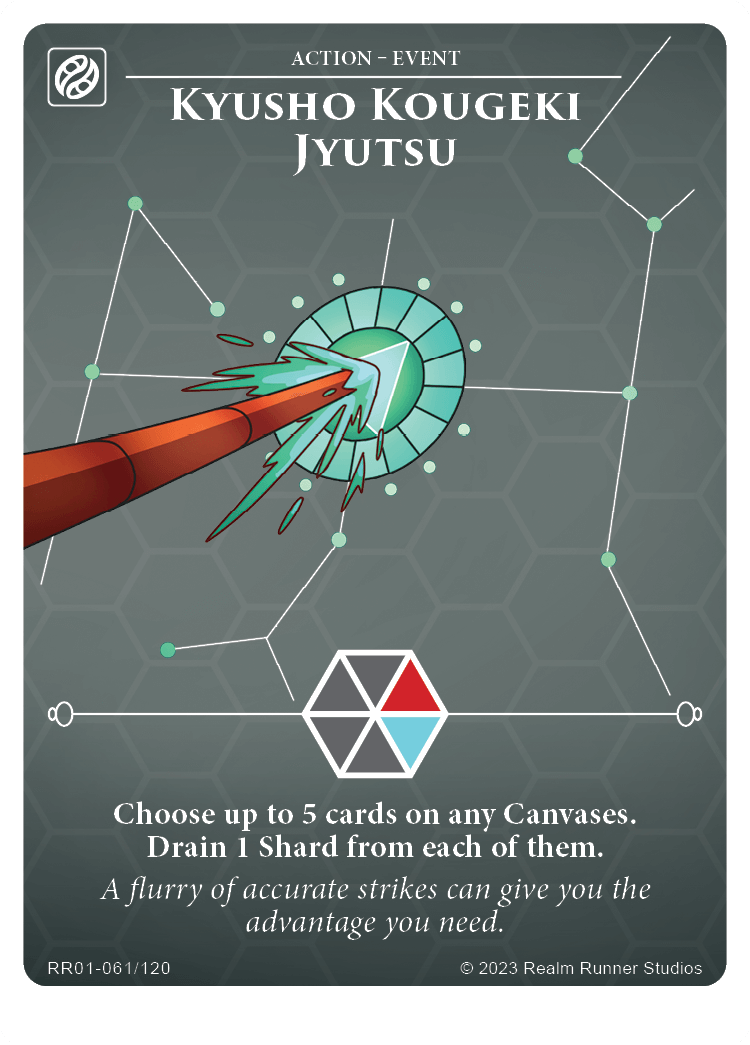 ACTION – EVENT
KYUSHO KOUGEKI
JYUTSU
Choose up to 5 cards on any Canvases.
Drain 1 Shard from each of them.
A flurry of accurate strikes can give you the
advantage you need.
RR01-061/120
© 2023 Realm Runner Studios